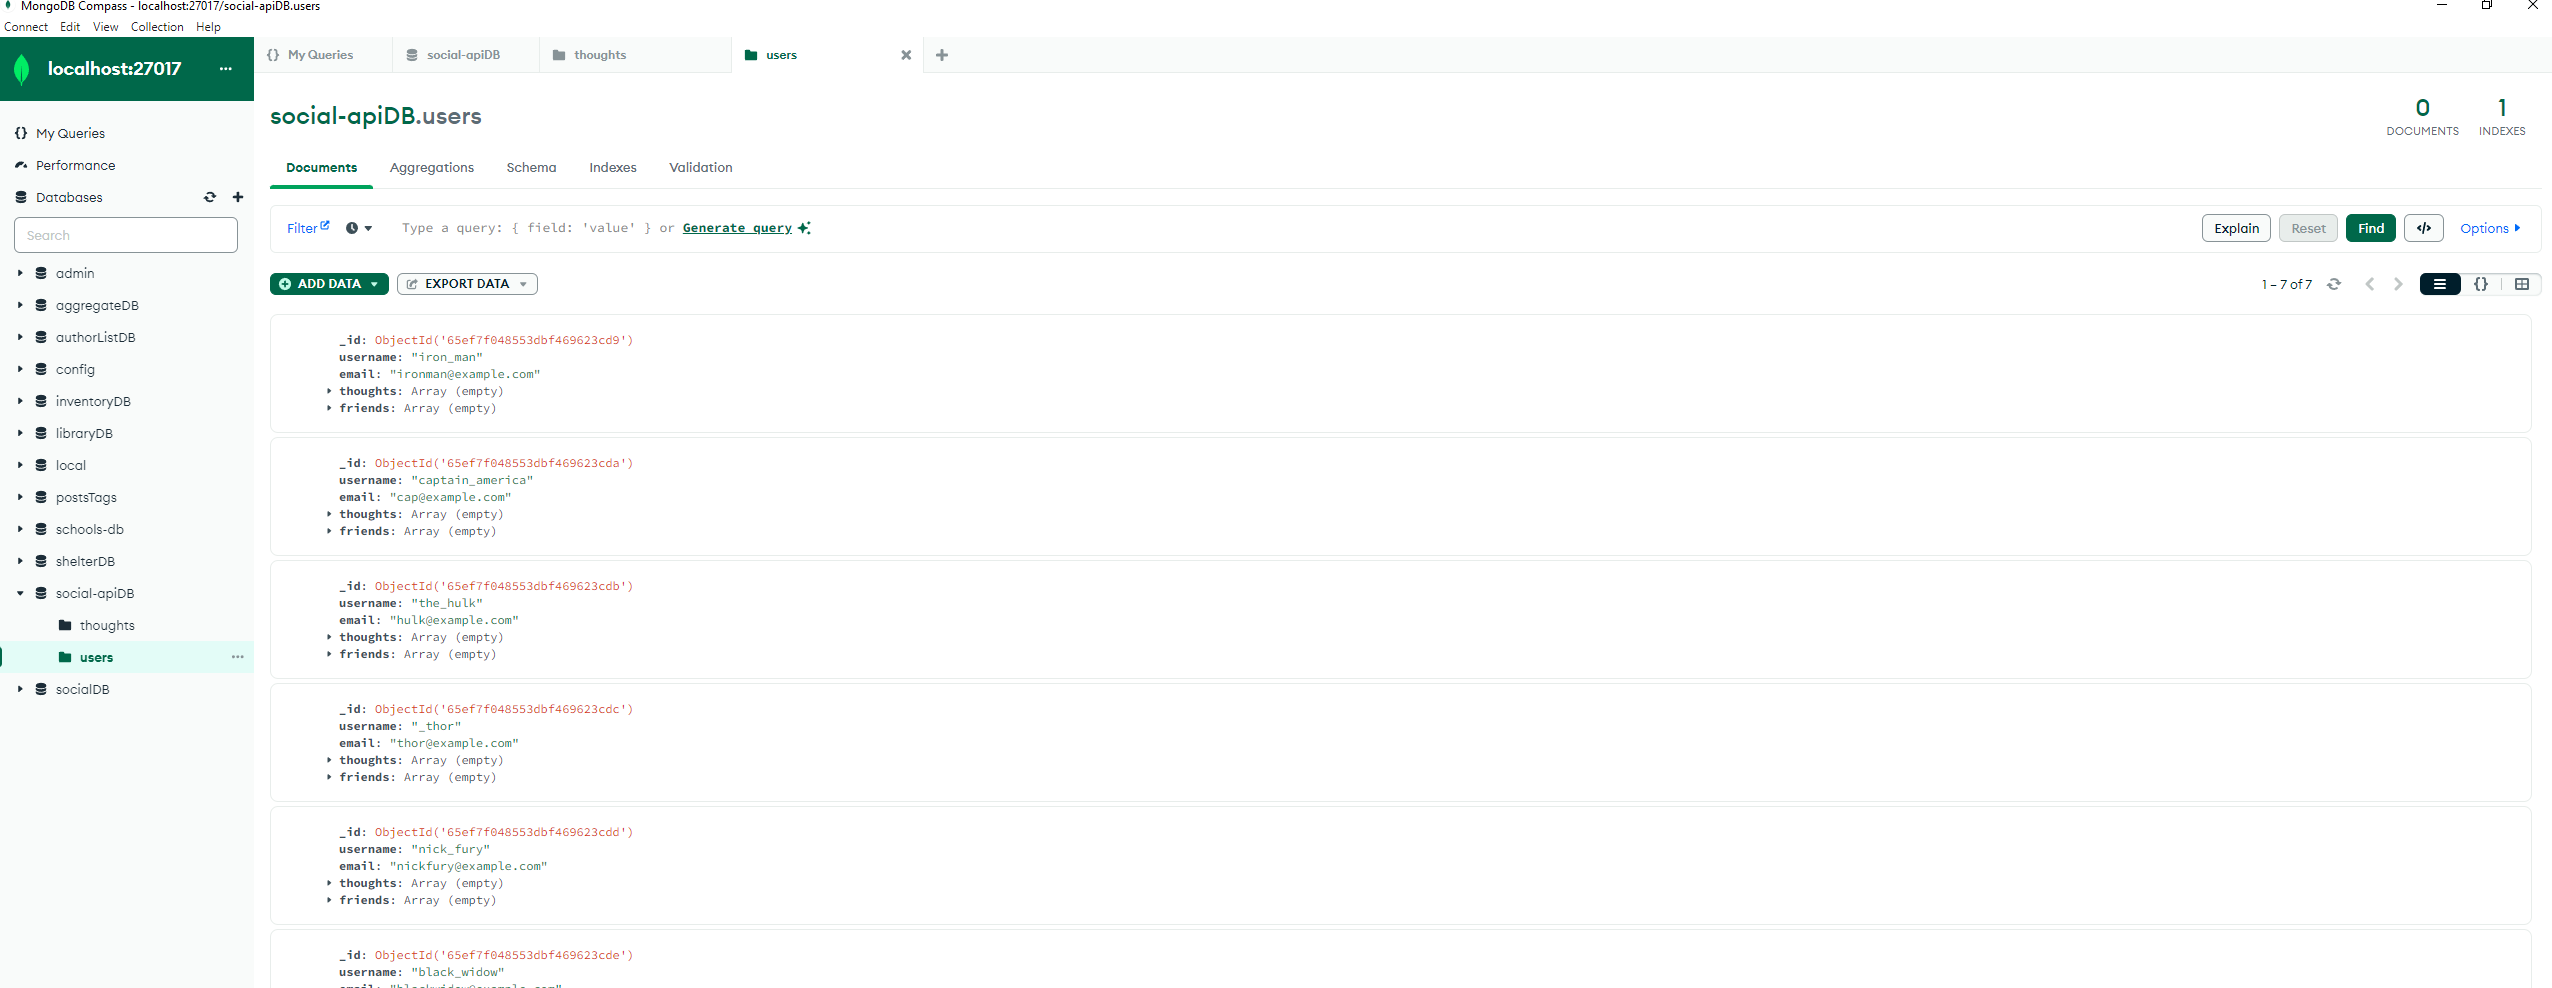 MongoDB Compass - localhost:27017/social-apiDB.users
Connect Edit View Collection Help
localhost:27017 ...
My Queries
social-apiDB
thoughts
users
social-apiDB.users
0
DOCUMENTS
1
INDEXES
My Queries
Performance
Databases
Search
admin
aggregateDB
authorListDB
config
inventoryDB
libraryDB
local
postsTags
schools-db
shelterDB
social-apiDB
thoughts
users ...
socialDB
Documents Aggregations Schema Indexes Validation
Filter Type a query: { field: 'value' } or Generate query Explain Reset Find </> Options
ADD DATA EXPORT DATA 1 – 7 of 7 {}
_id: ObjectId('65ef7f048553dbf469623cd9')
username: "iron_man"
email: "ironman@example.com"
thoughts: Array (empty)
friends: Array (empty)
_id: ObjectId('65ef7f048553dbf469623cda')
username: "captain_america"
email: "cap@example.com"
thoughts: Array (empty)
friends: Array (empty)
_id: ObjectId('65ef7f048553dbf469623cdb')
username: "the_hulk"
email: "hulk@example.com"
thoughts: Array (empty)
friends: Array (empty)
_id: ObjectId('65ef7f048553dbf469623cdc')
username: "_thor"
email: "thor@example.com"
thoughts: Array (empty)
friends: Array (empty)
_id: ObjectId('65ef7f048553dbf469623cdd')
username: "nick_fury"
email: "nickfury@example.com"
thoughts: Array (empty)
friends: Array (empty)
_id: ObjectId('65ef7f048553dbf469623cde')
username: "black_widow"